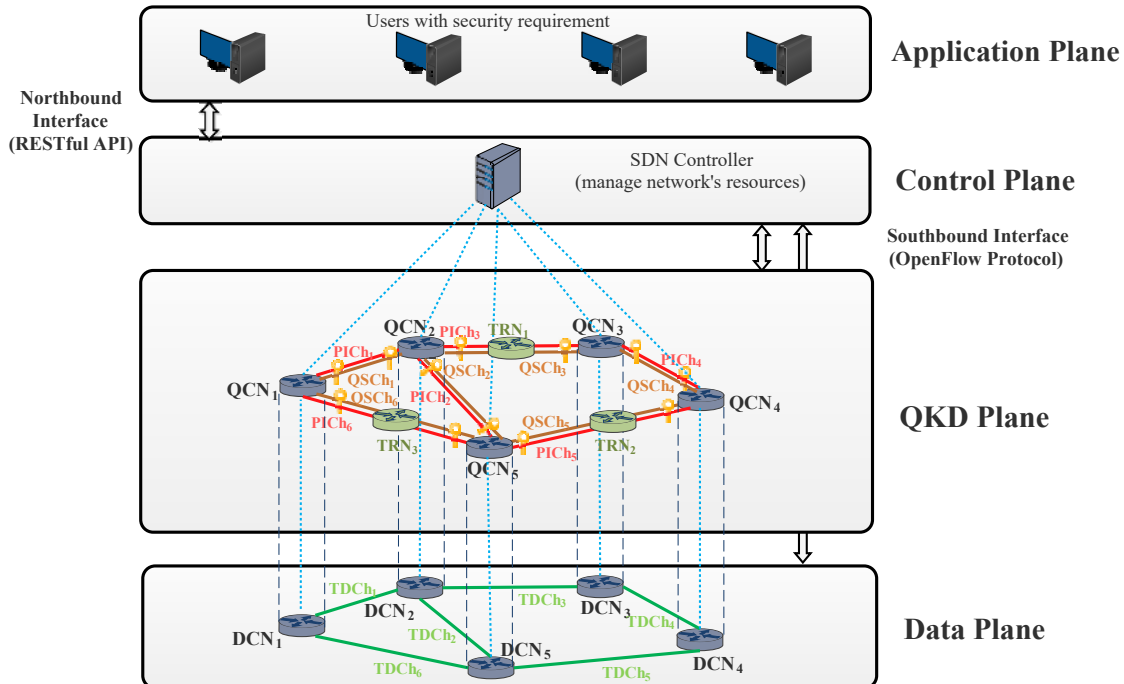 Users with security requirement
Application Plane
Northbound
Interface
(RESTful API)
SDN Controller
(manage network's resources)
Control Plane
Southbound Interface
(OpenFlow Protocol)
QCN₂
PICh₃
TRN₁
QCN₃
PICh₁
QSCh₁
QSCh₂
QSCh₃
PICh₄
QSCh₄
QCN₁
QSCh₆
PICh₂
QCN₄
PICh₆
TRN₃
QSCh₅
TRN₂
PICh₅
QCN₅
QKD Plane
TDCh₁
DCN₂
TDCh₃
DCN₃
TDCh₄
DCN₁
TDCh₂
DCN₅
DCN₄
TDCh₆
TDCh₅
Data Plane